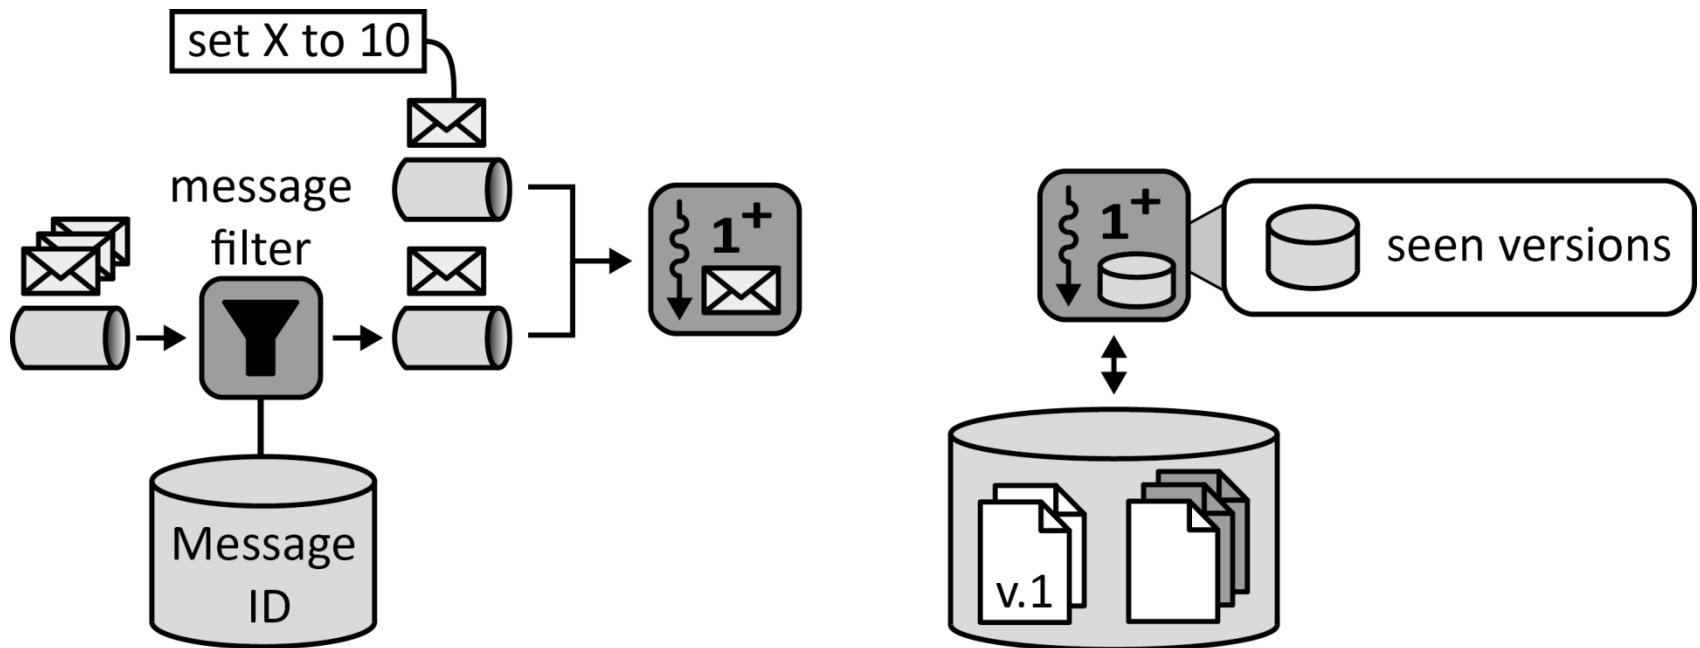 set X to 10
message
filter
1+
Message
ID
1+
seen versions
v.1